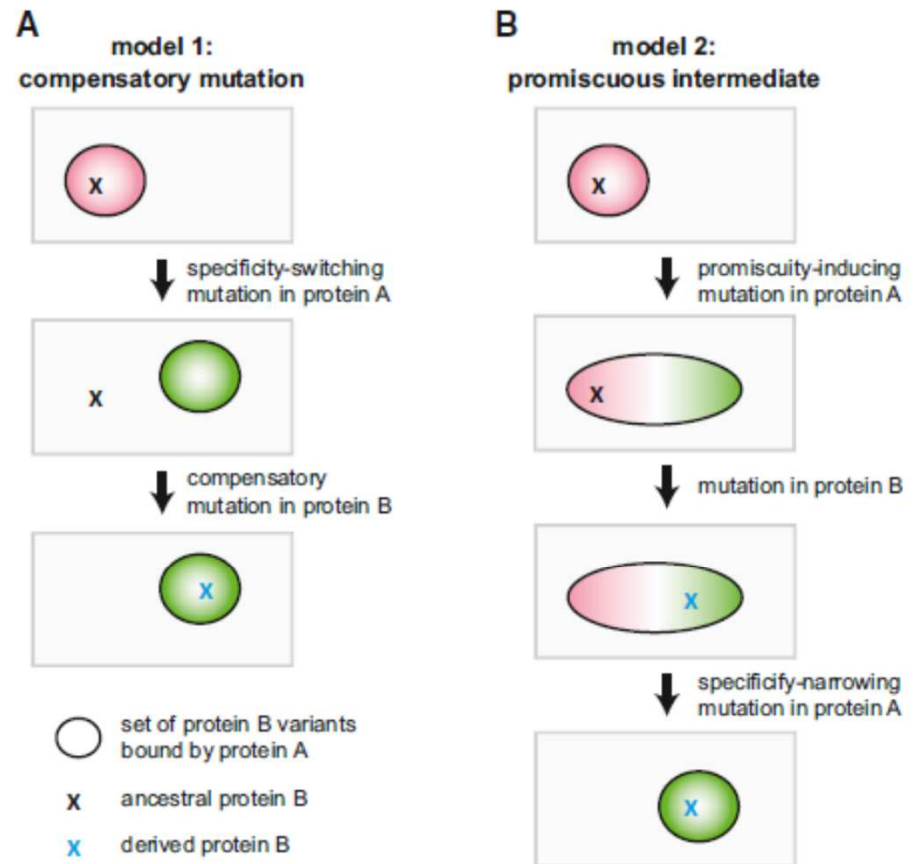 A
model 1:
compensatory mutation
x
specificity-switching
mutation in protein A
x
compensatory
mutation in protein B
x
set of protein B variants
bound by protein A
x ancestral protein B
x derived protein B
B
model 2:
promiscuous intermediate
x
promiscuity-inducing
mutation in protein A
x
mutation in protein B
x
specificify-narrowing
mutation in protein A
x